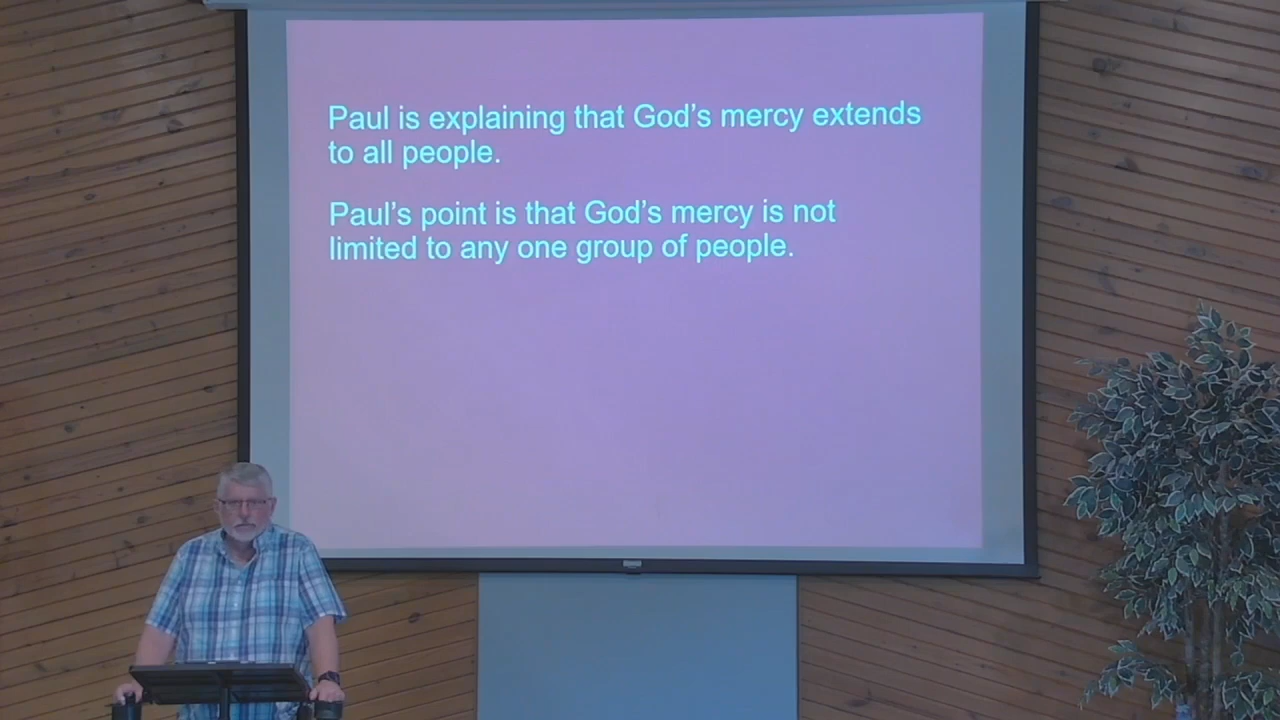 Paul is explaining that God’s mercy extends
to all people.
Paul’s point is that God’s mercy is not
limited to any one group of people.